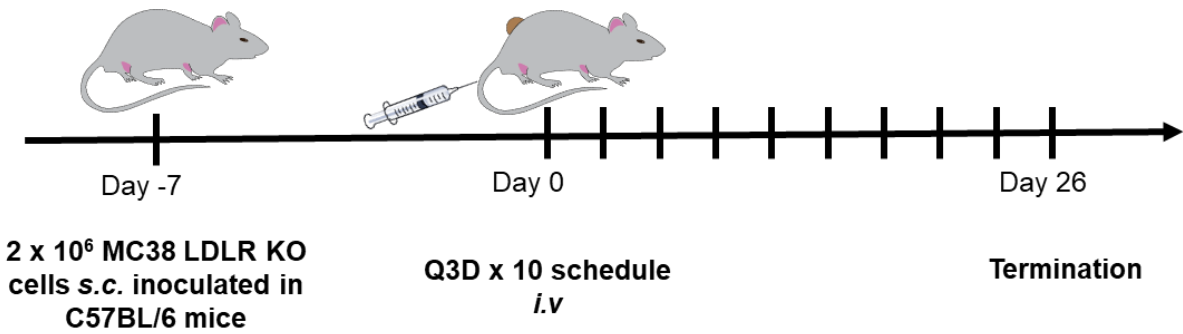 Day -7
Day 0
Day 26
2 x 10⁶ MC38 LDLR KO
cells s.c. inoculated in
C57BL/6 mice
Q3D x 10 schedule
i.v
Termination